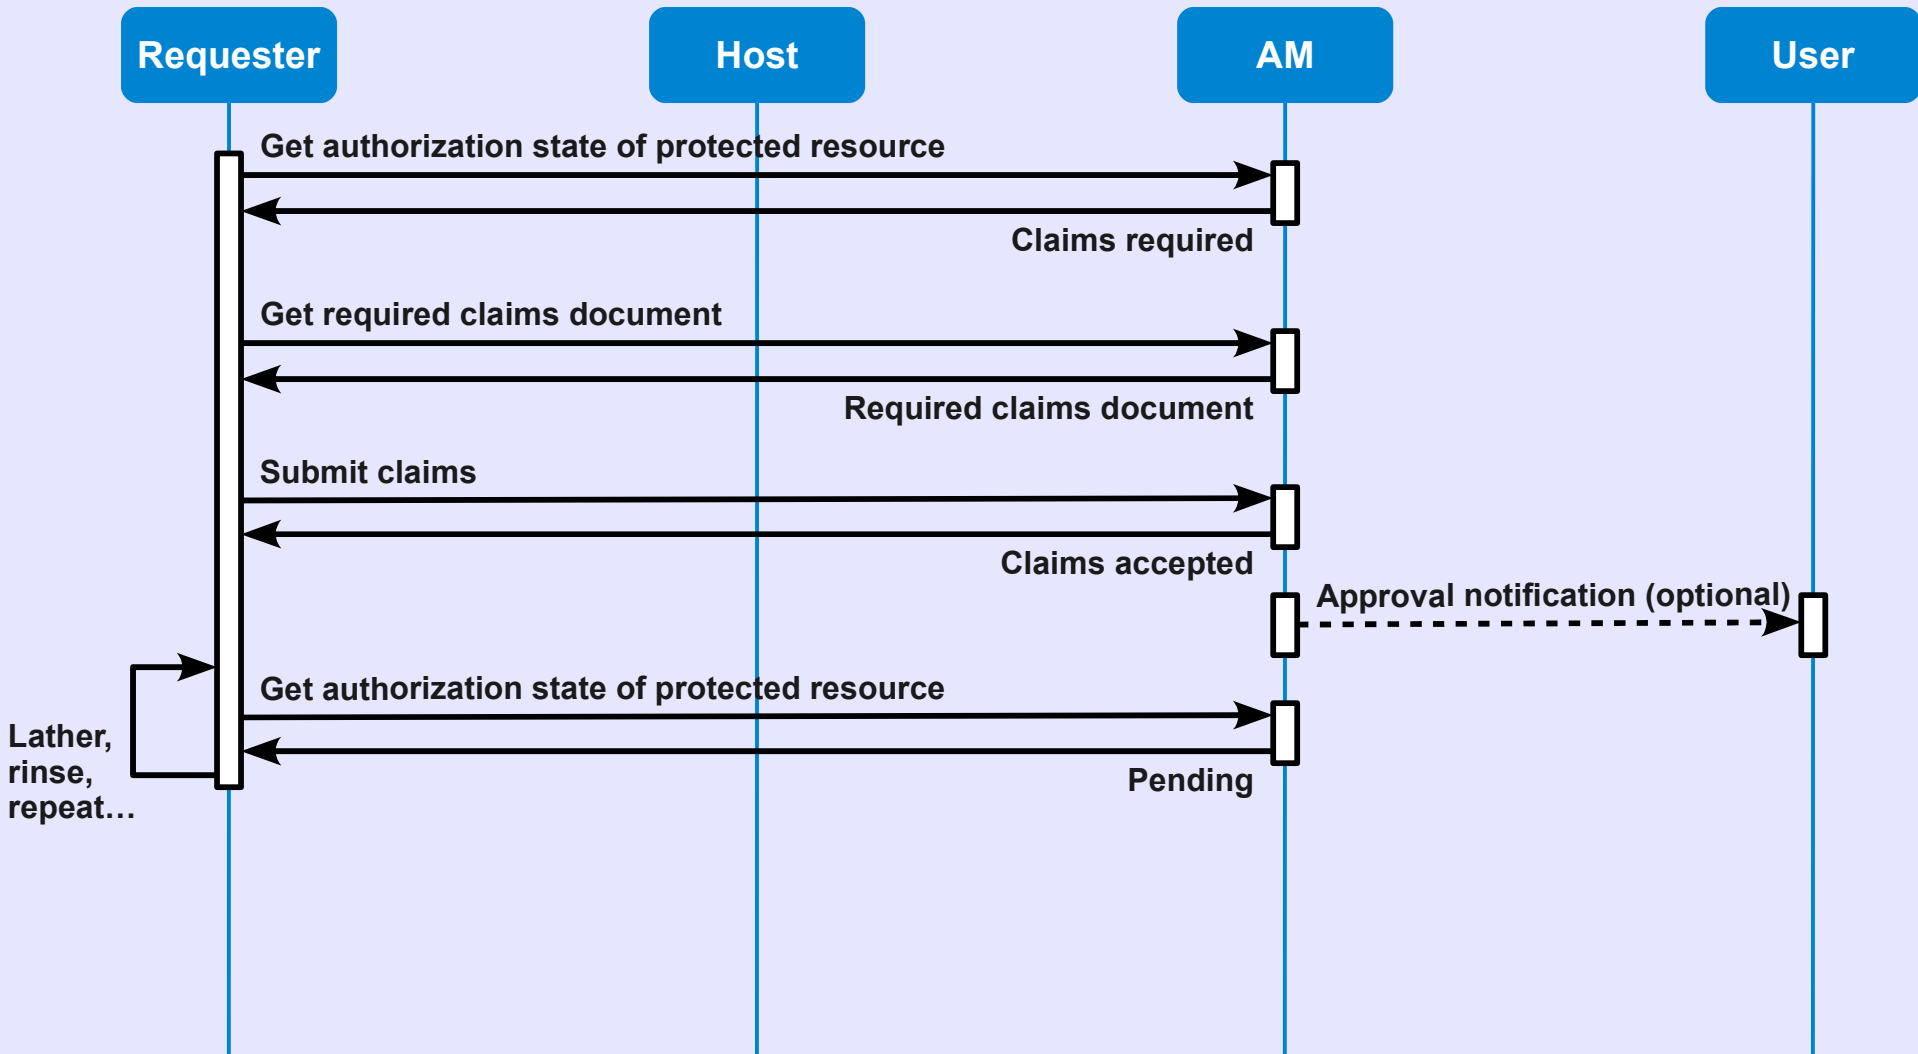 Requester
Host
AM
User
Get authorization state of protected resource
Claims required
Get required claims document
Required claims document
Submit claims
Claims accepted
Approval notification (optional)
Get authorization state of protected resource
Lather,
rinse,
repeat…
Pending